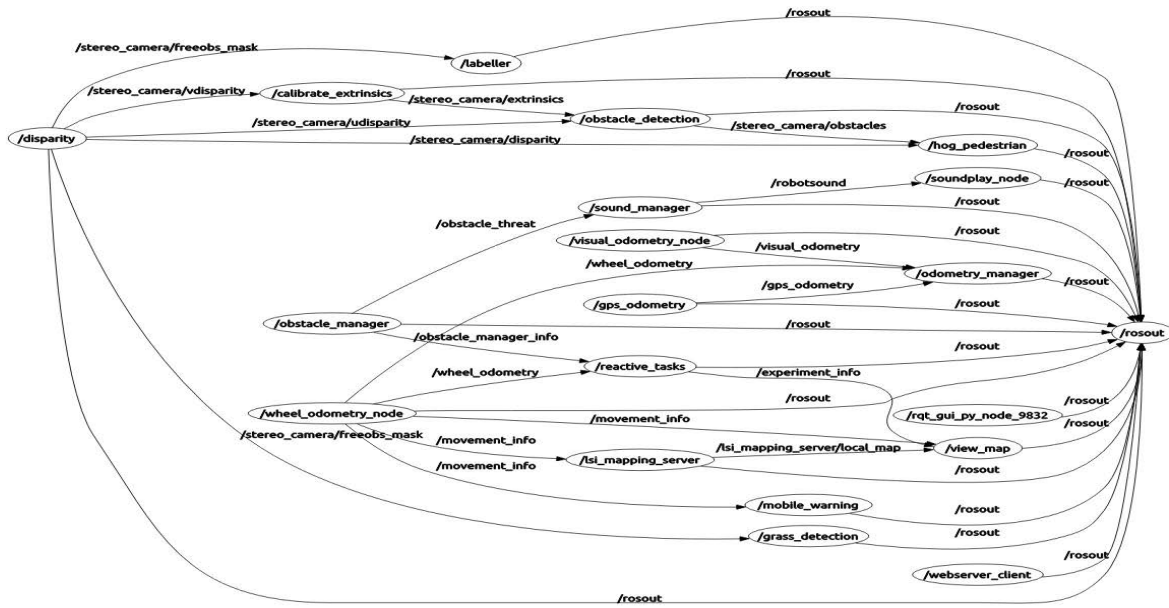 /rosout
/stereo_camera/freeobs_mask
/labeller
/rosout
/stereo_camera/vdisparity
/calibrate_extrinsics
/stereo_camera/extrinsics
/rosout
/stereo_camera/udisparity
/obstacle_detection
/stereo_camera/obstacles
/disparity
/stereo_camera/disparity
/hog_pedestrian
/rosout
/robotsound
/soundplay_node
/rosout
/sound_manager
/rosout
/obstacle_threat
/rosout
/visual_odometry_node
/visual_odometry
/wheel_odometry
/odometry_manager
/rosout
/gps_odometry
/gps_odometry
/rosout
/obstacle_manager
/rosout
/rosout
/obstacle_manager_info
/rosout
/reactive_tasks
/experiment_info
/wheel_odometry
/rosout
/rosout
/wheel_odometry_node
/rqt_gui_py_node_9832
/movement_info
/rosout
/stereo_camera/freeobs_mask
/movement_info
/lsi_mapping_server/local_map
/view_map
/lsi_mapping_server
/movement_info
/rosout
/mobile_warning
/rosout
/grass_detection
/rosout
/rosout
/webserver_client
/rosout